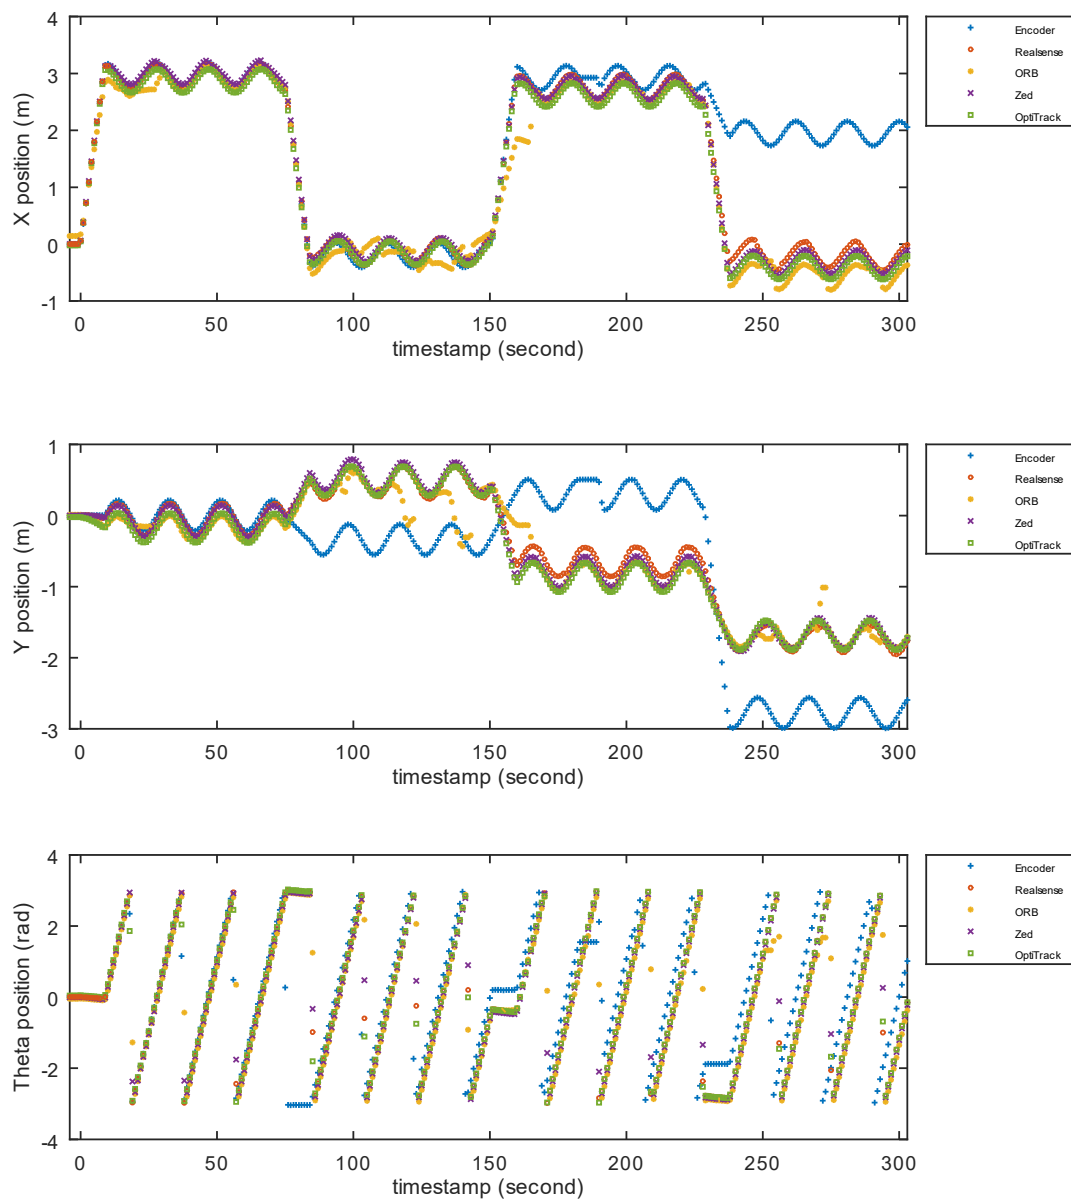 4
3
2
1
0
-1
X position (m)
0 50 100 150 200 250 300
timestamp (second)
Encoder
Realsense
ORB
Zed
OptiTrack
1
0
-1
-2
-3
Y position (m)
0 50 100 150 200 250 300
timestamp (second)
Encoder
Realsense
ORB
Zed
OptiTrack
4
2
0
-2
-4
Theta position (rad)
0 50 100 150 200 250 300
timestamp (second)
Encoder
Realsense
ORB
Zed
OptiTrack